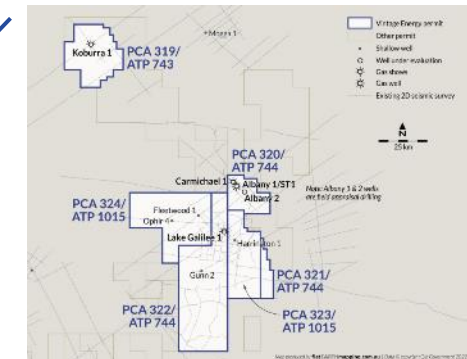 Vintage Energy permit
Other permit
Shallow well
Well under evaluation
Gas shows
Gas well
Existing 2D seismic survey
N
25 km
Koburra 1
PCA 319/
ATP 743
PCA 320/
ATP 744
Carmichael 1
Albany 1/ST1
Albany 2
Note: Albany 1 & 2 wells
are field appraisal drilling
PCA 324/
ATP 1015
Fleetwood 1
Ophir 4
Lake Galilee 1
Harrington 1
Gunn 2
PCA 321/
ATP 744
PCA 322/
ATP 744
PCA 323/
ATP 1015